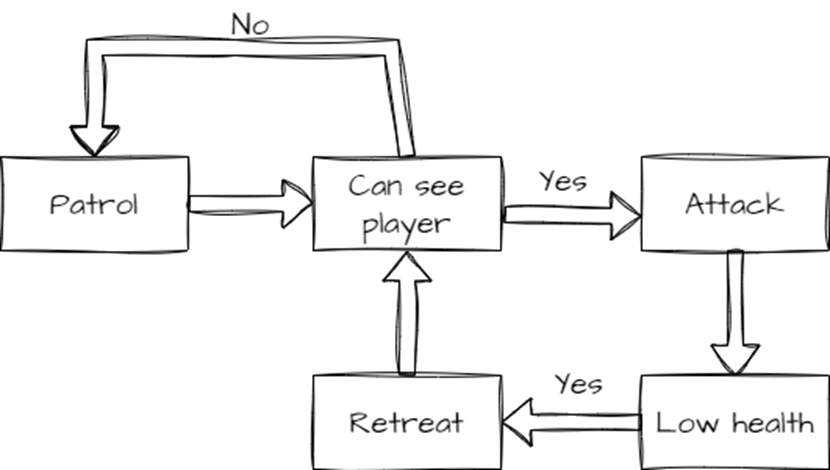 No
Patrol
Can see
player
Yes
Attack
Retreat
Yes
Low health